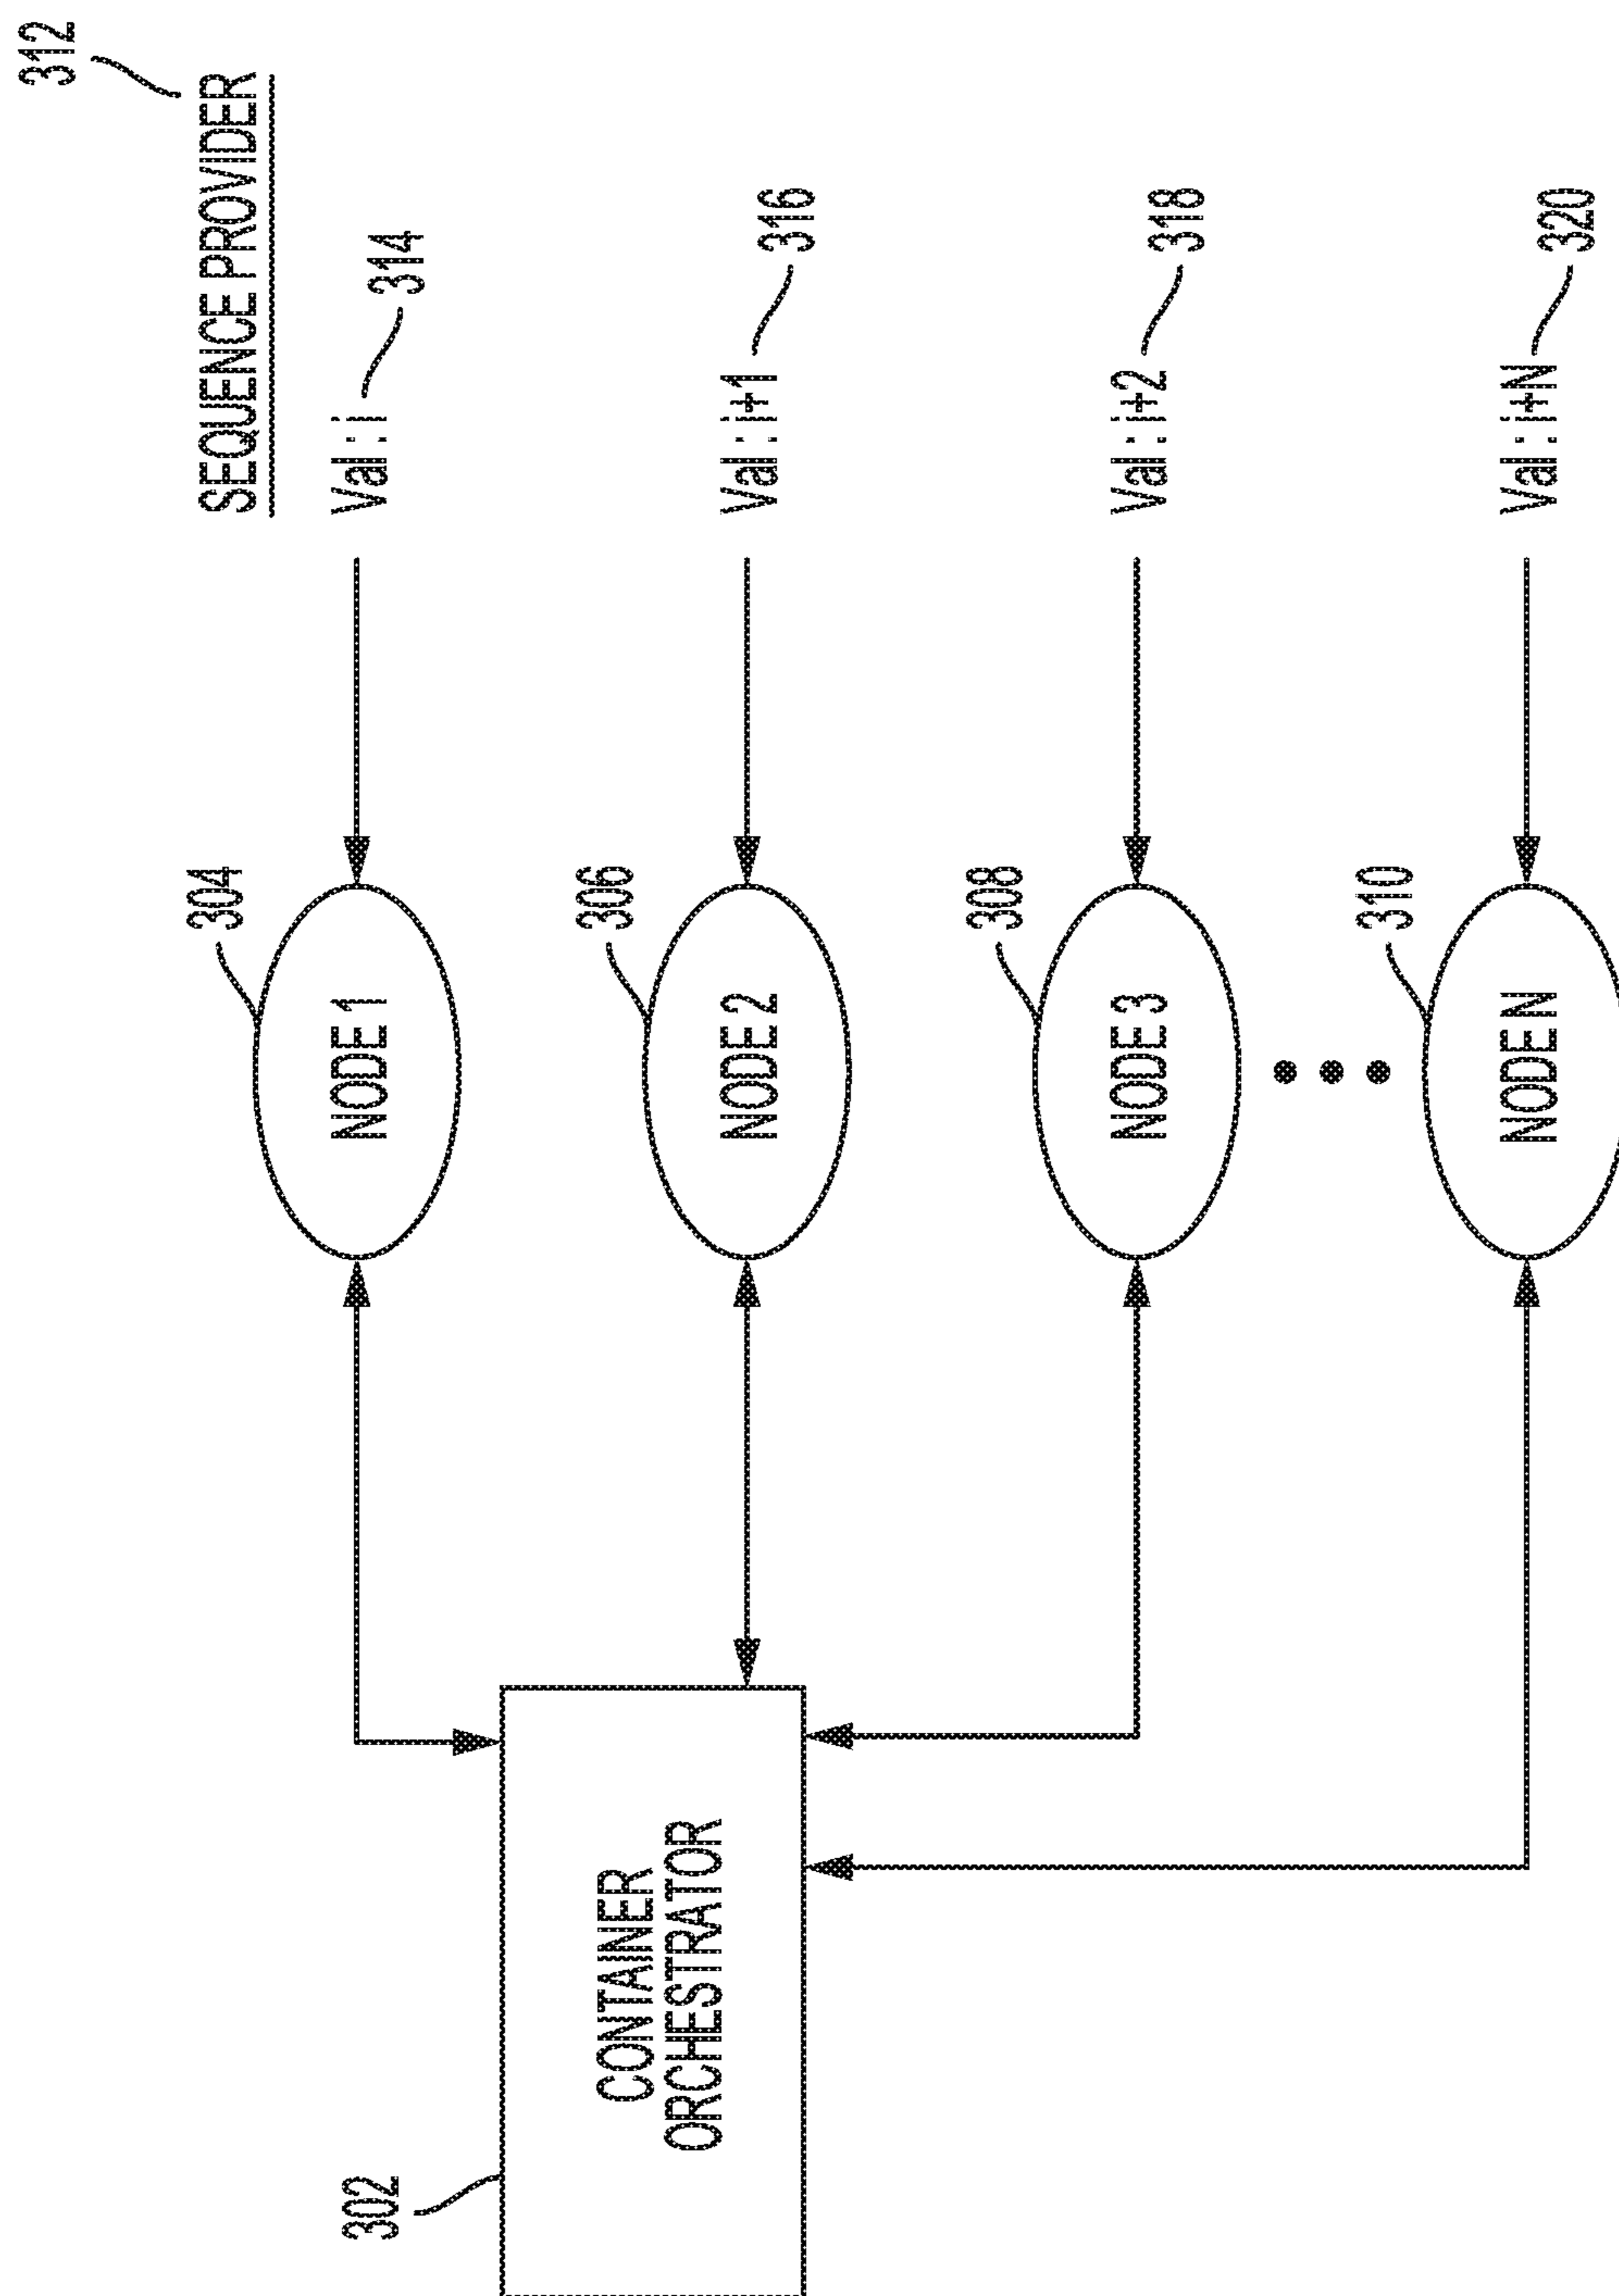 312
SEQUENCE PROVIDER
304
NODE 1
Val : i
314
306
NODE 2
Val : i+1
316
302
CONTAINER
ORCHESTRATOR
308
NODE 3
Val : i+2
318
310
NODE N
Val : i+N
320